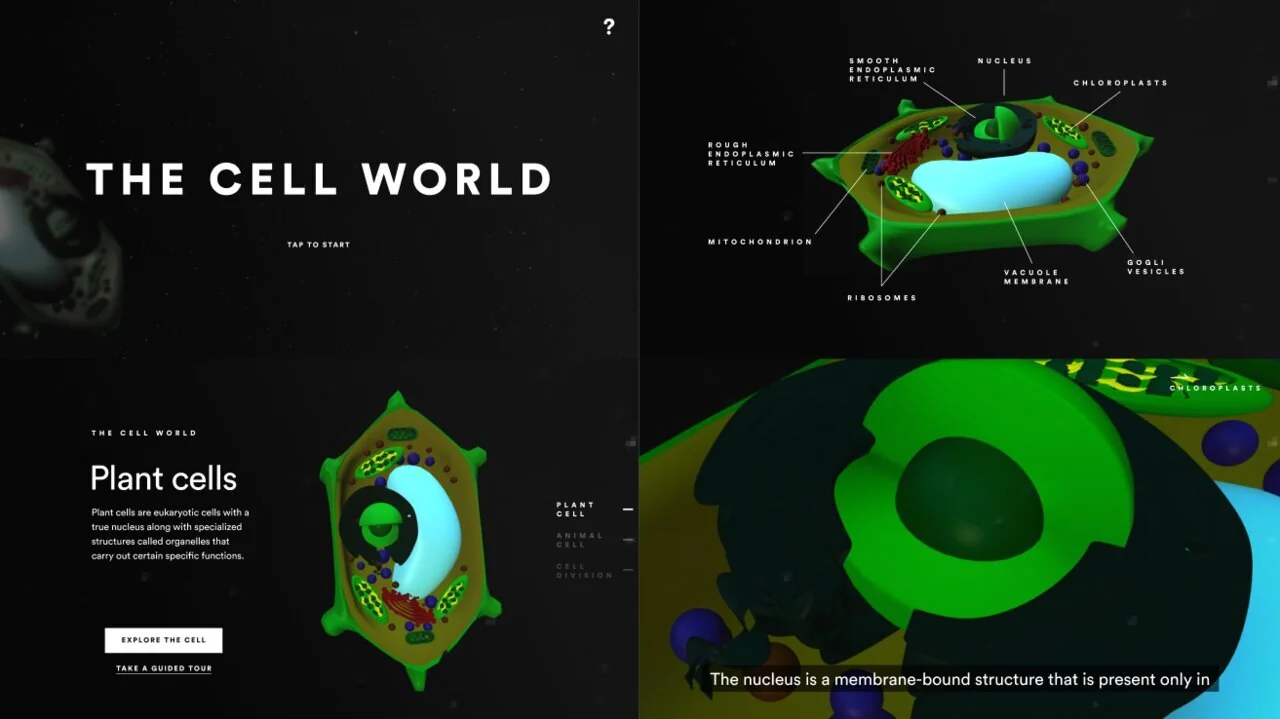 ?
THE CELL WORLD
TAP TO START
SMOOTH
ENDOPLASMIC
RETICULUM
NUCLEUS
CHLOROPLASTS
ROUGH
ENDOPLASMIC
RETICULUM
MITOCHONDRION
RIBOSOMES
VACUOLE
MEMBRANE
GOGLI
VESICLES
THE CELL WORLD
Plant cells
Plant cells are eukaryotic cells with a
true nucleus along with specialized
structures called organelles that
carry out certain specific functions.
EXPLORE THE CELL
TAKE A GUIDED TOUR
PLANT
CELL
ANIMAL
CELL
CELL
DIVISION
CHLOROPLASTS
The nucleus is a membrane-bound structure that is present only in